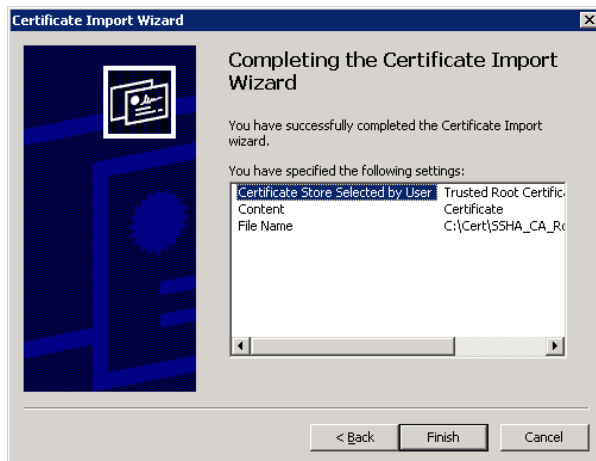 Certificate Import Wizard
Completing the Certificate Import
Wizard
You have successfully completed the Certificate Import
wizard.
You have specified the following settings:
Certificate Store Selected by User Trusted Root Certific
Content Certificate
File Name C:\Cert\SSHA_CA_Ro
< Back Finish Cancel